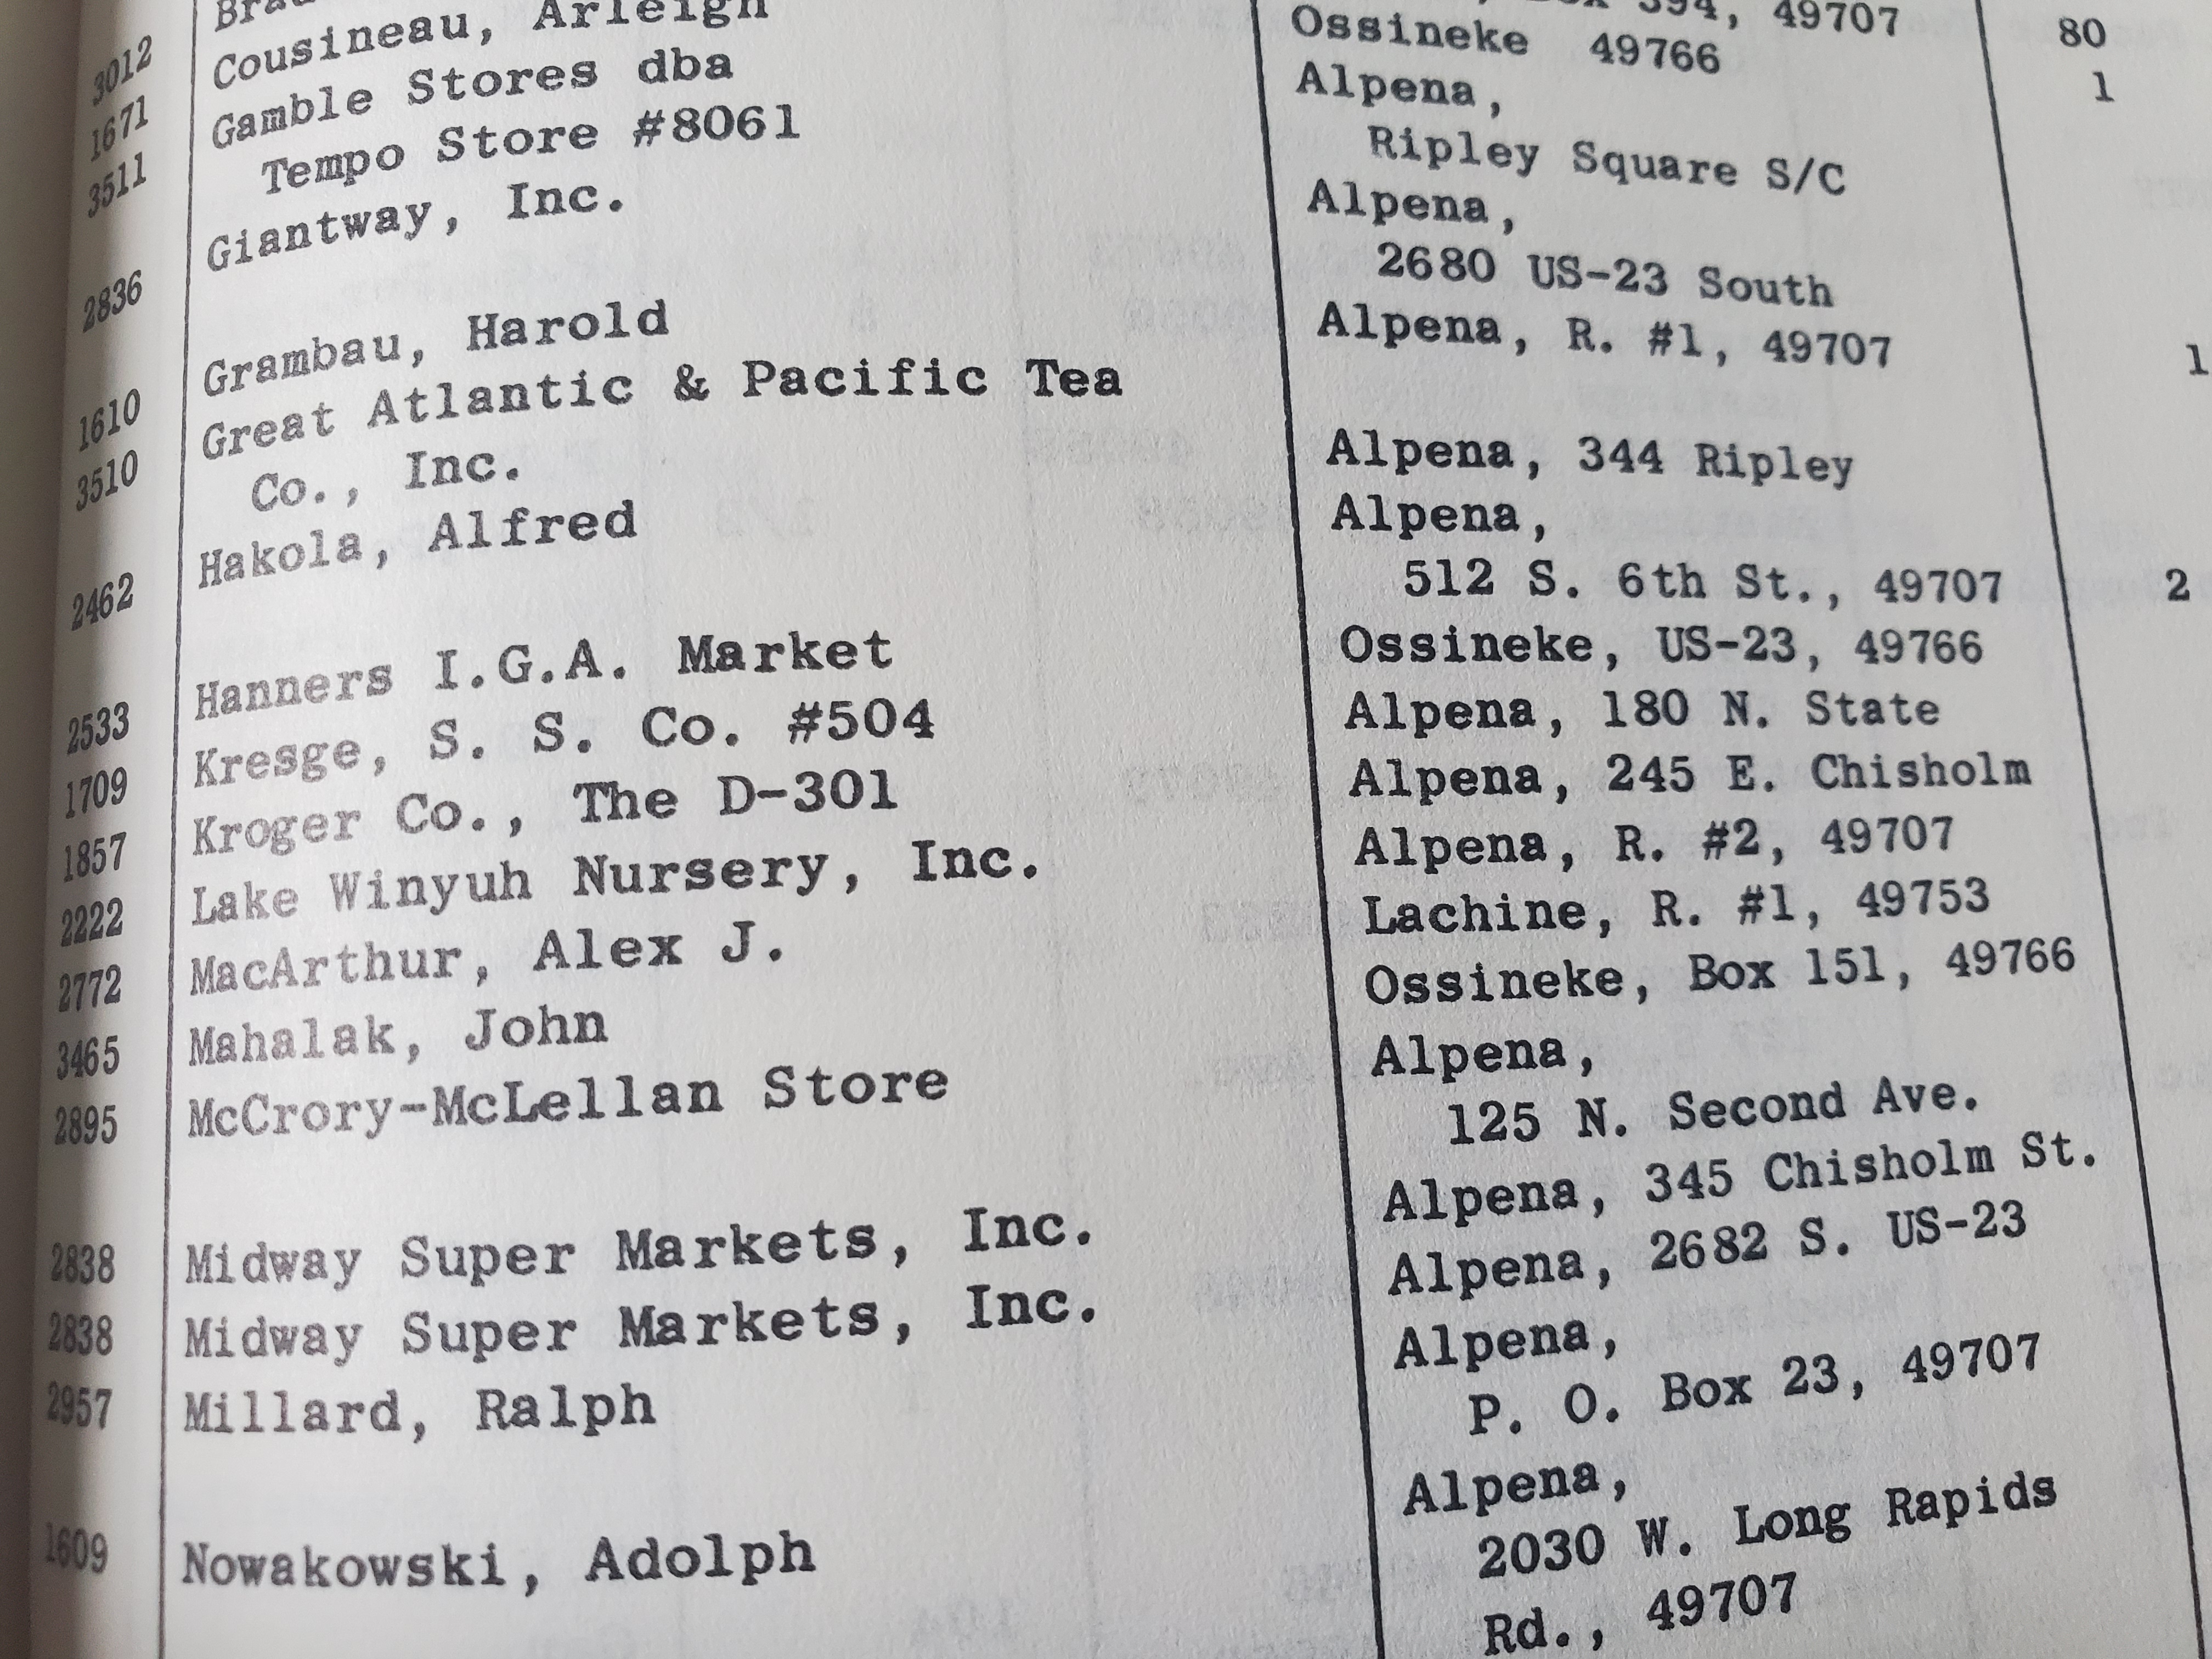 3012 394, 49707 80
1671 Cousineau, Arleigh Ossineke 49766 1
3511 Gamble Stores dba Alpena,
Tempo Store #8061 Ripley Square S/C
2836 Giantway, Inc. Alpena,
2680 US-23 South
1610 Grambau, Harold Alpena, R. #1, 49707 1
3510 Great Atlantic & Pacific Tea
Co., Inc. Alpena, 344 Ripley
2462 Hakola, Alfred Alpena,
512 S. 6th St., 49707 2
2533 Hanners I.G.A. Market Ossineke, US-23, 49766
1709 Kresge, S. S. Co. #504 Alpena, 180 N. State
1857 Kroger Co., The D-301 Alpena, 245 E. Chisholm
2222 Lake Winyuh Nursery, Inc. Alpena, R. #2, 49707
2772 MacArthur, Alex J. Lachine, R. #1, 49753
3465 Mahalak, John Ossineke, Box 151, 49766
2895 McCrory-McLellan Store Alpena,
125 N. Second Ave.
2838 Midway Super Markets, Inc. Alpena, 345 Chisholm St.
2838 Midway Super Markets, Inc. Alpena, 2682 S. US-23
2957 Millard, Ralph Alpena,
P. O. Box 23, 49707
1609 Nowakowski, Adolph Alpena,
2030 W. Long Rapids
Rd., 49707